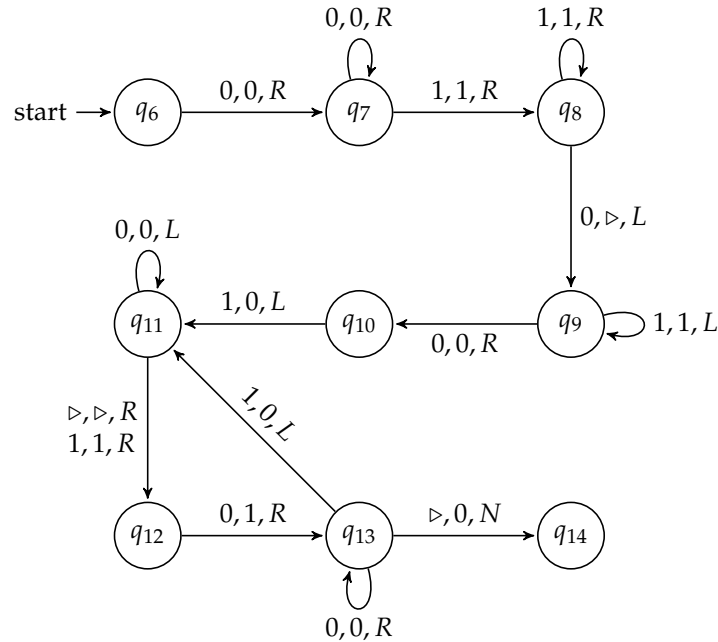 0, 0, R 1, 1, R
start q6 0, 0, R q7 1, 1, R q8
0, ▷, L
0, 0, L
q11 1, 0, L q10 0, 0, R q9 1, 1, L
▷, ▷, R
1, 1, R
1, 0, L
q12 0, 1, R q13 ▷, 0, N q14
0, 0, R